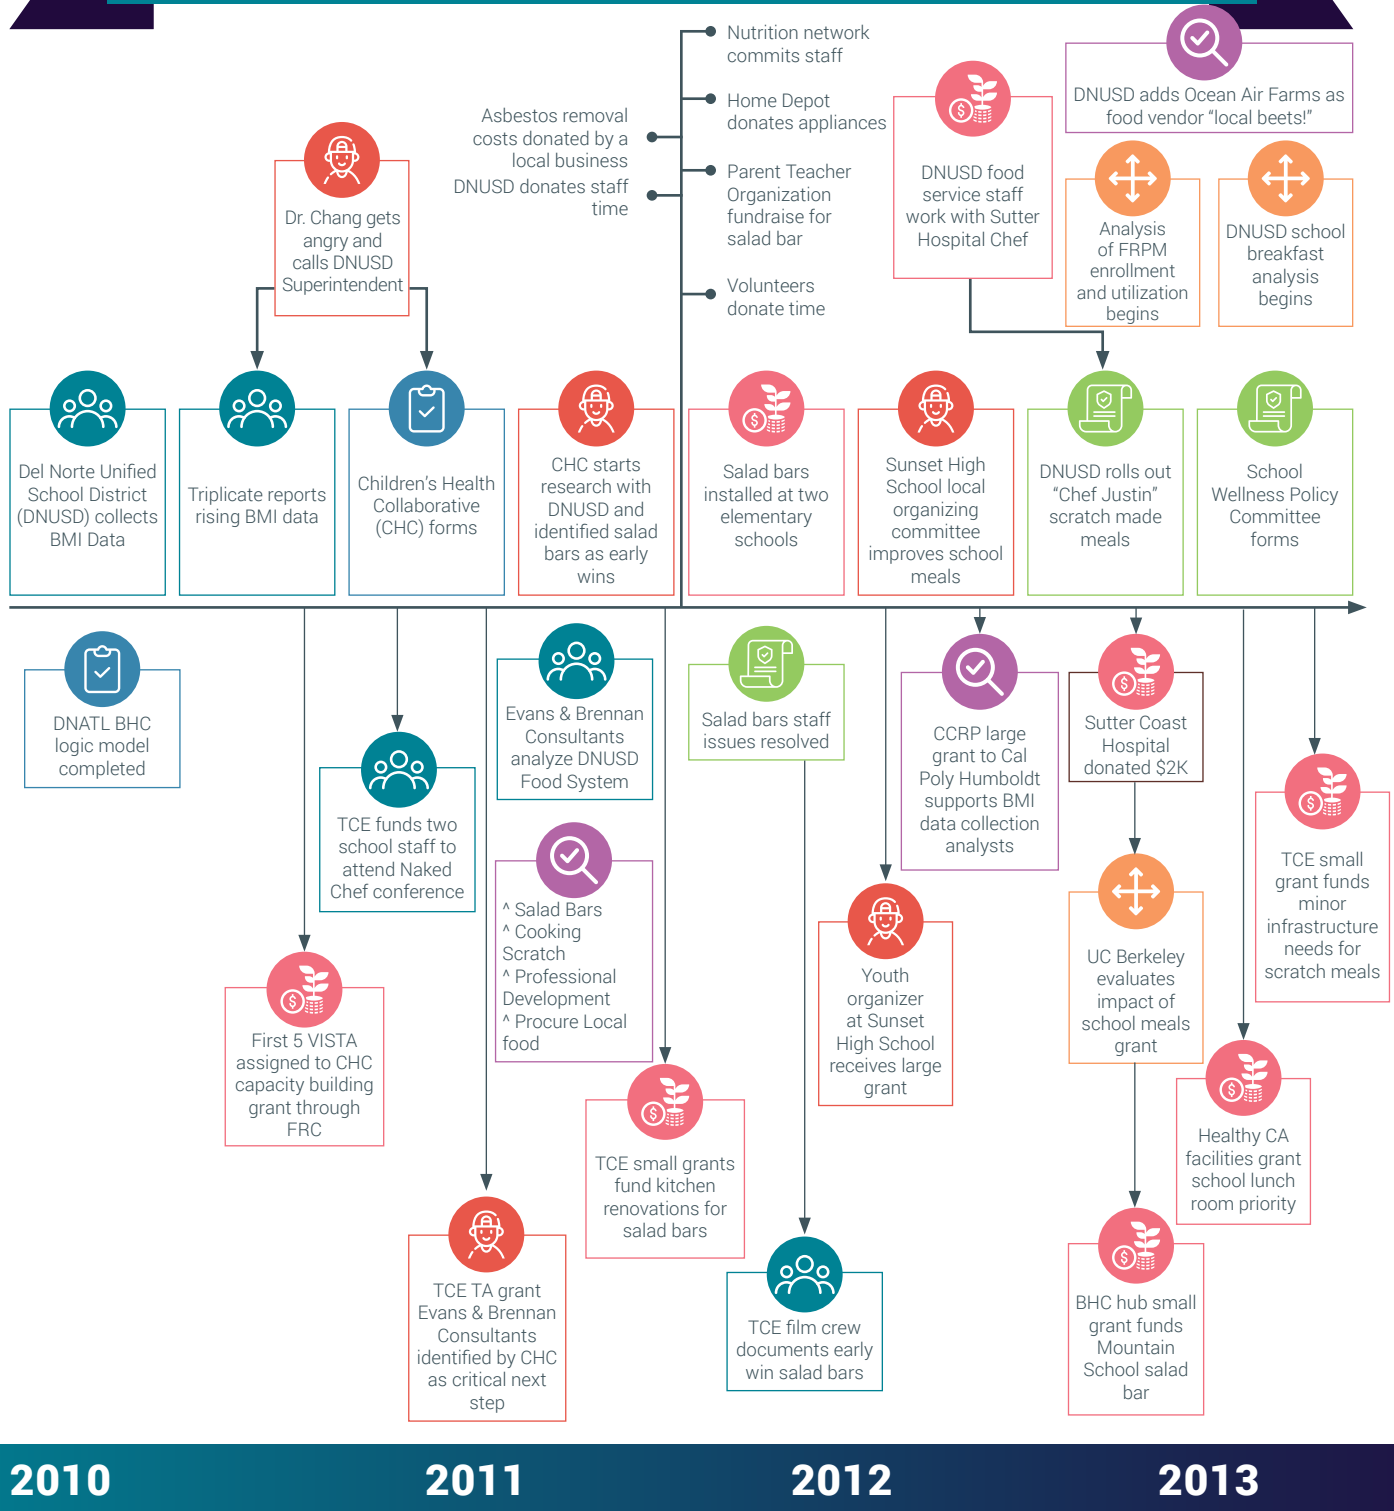 Nutrition network
commits staff
Home Depot
donates appliances
Parent Teacher
Organization
fundraise for
salad bar
Volunteers
donate time
Asbestos removal
costs donated by a
local business
DNUSD donates staff
time
Dr. Chang gets
angry and
calls DNUSD
Superintendent
DNUSD food
service staff
work with Sutter
Hospital Chef
DNUSD adds Ocean Air Farms as
food vendor “local beets!”
Analysis
of FRPM
enrollment
and utilization
begins
DNUSD school
breakfast
analysis
begins
Del Norte Unified
School District
(DNUSD) collects
BMI Data
Triplicate reports
rising BMI data
Children’s Health
Collaborative
(CHC) forms
CHC starts
research with
DNUSD and
identified salad
bars as early
wins
Salad bars
installed at two
elementary
schools
Sunset High
School local
organizing
committee
improves school
meals
DNUSD rolls out
“Chef Justin”
scratch made
meals
School
Wellness Policy
Committee
forms
DNATL BHC
logic model
completed
First 5 VISTA
assigned to CHC
capacity building
grant through
FRC
TCE funds two
school staff to
attend Naked
Chef conference
TCE TA grant
Evans & Brennan
Consultants
identified by CHC
as critical next
step
Evans & Brennan
Consultants
analyze DNUSD
Food System
^ Salad Bars
^ Cooking
Scratch
^ Professional
Development
^ Procure Local
food
TCE small grants
fund kitchen
renovations for
salad bars
Salad bars staff
issues resolved
TCE film crew
documents early
win salad bars
Youth
organizer
at Sunset
High School
receives large
grant
CCRP large
grant to Cal
Poly Humboldt
supports BMI
data collection
analysts
Sutter Coast
Hospital
donated $2K
UC Berkeley
evaluates
impact of
school meals
grant
BHC hub small
grant funds
Mountain
School salad
bar
Healthy CA
facilities grant
school lunch
room priority
TCE small
grant funds
minor
infrastructure
needs for
scratch meals
2010
2011
2012
2013